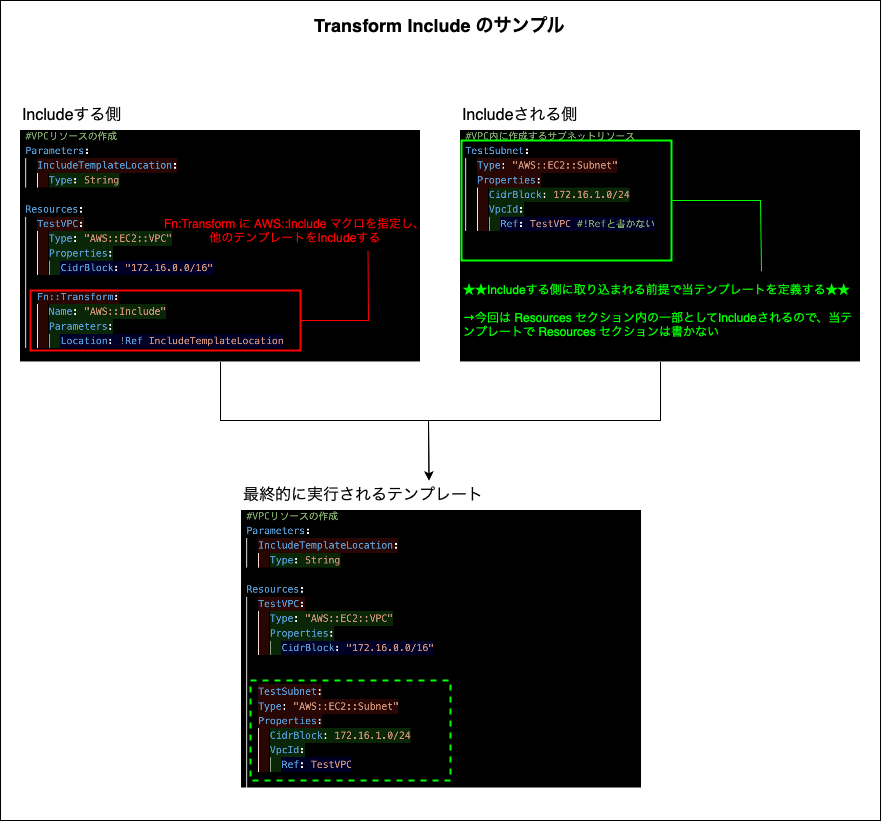 Transform Include のサンプル
Includeする側
#VPCリソースの作成
Parameters:
IncludeTemplateLocation:
Type: String
Resources:
TestVPC:
Type: "AWS::EC2::VPC"
Properties:
CidrBlock: "172.16.0.0/16"
Fn::Transform:
Name: "AWS::Include"
Parameters:
Location: !Ref IncludeTemplateLocation
Fn:Transform に AWS::Include マクロを指定し、
他のテンプレートをIncludeする
Includeされる側
#VPC内に作成するサブネットリソース
TestSubnet:
Type: "AWS::EC2::Subnet"
Properties:
CidrBlock: 172.16.1.0/24
VpcId:
Ref: TestVPC #!Refと書かない
★★Includeする側に取り込まれる前提で当テンプレートを定義する★★
→今回は Resources セクション内の一部としてIncludeされるので、当テ
ンプレートで Resources セクションは書かない
最終的に実行されるテンプレート
#VPCリソースの作成
Parameters:
IncludeTemplateLocation:
Type: String
Resources:
TestVPC:
Type: "AWS::EC2::VPC"
Properties:
CidrBlock: "172.16.0.0/16"
TestSubnet:
Type: "AWS::EC2::Subnet"
Properties:
CidrBlock: 172.16.1.0/24
VpcId:
Ref: TestVPC